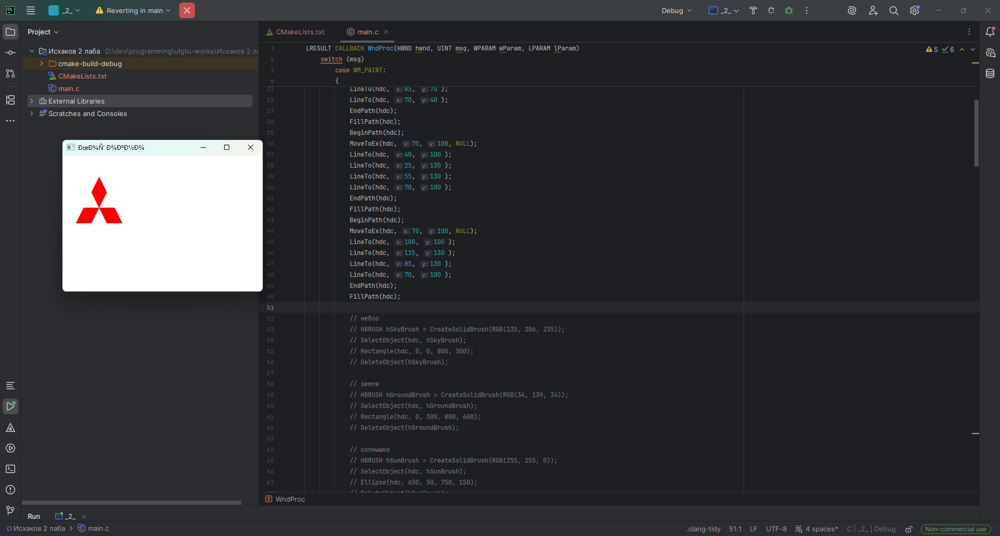 _2_
Reverting in main
Debug
_2_
Project
CMakeLists.txt
main.c
Исхаков 2 лаба D:\dev\programming\ulgtu-works\Исхаков 2 ла
cmake-build-debug
CMakeLists.txt
main.c
External Libraries
Scratches and Consoles
ÐœÐ¾Ñ‘ Ð¾ÐºÐ½Ð¾
3 LRESULT CALLBACK WndProc(HWND hwnd, UINT msg, WPARAM wParam, LPARAM lParam)
5 6
5 switch (msg)
7 case WM_PAINT:
8 {
31 LineTo(hdc, x: 85, y: 70 );
32 LineTo(hdc, x: 70, y: 40 );
33 EndPath(hdc);
34 FillPath(hdc);
35 BeginPath(hdc);
36 MoveToEx(hdc, x: 70, y: 100, NULL);
37 LineTo(hdc, x: 40, y: 100 );
38 LineTo(hdc, x: 25, y: 130 );
39 LineTo(hdc, x: 55, y: 130 );
40 LineTo(hdc, x: 70, y: 100 );
41 EndPath(hdc);
42 FillPath(hdc);
43 BeginPath(hdc);
44 MoveToEx(hdc, x: 70, y: 100, NULL);
45 LineTo(hdc, x: 100, y: 100 );
46 LineTo(hdc, x: 115, y: 130 );
47 LineTo(hdc, x: 85, y: 130 );
48 LineTo(hdc, x: 70, y: 100 );
49 EndPath(hdc);
50 FillPath(hdc);
51
52 // небоо
53 // HBRUSH hSkyBrush = CreateSolidBrush(RGB(135, 206, 235));
54 // SelectObject(hdc, hSkyBrush);
55 // Rectangle(hdc, 0, 0, 800, 300);
56 // DeleteObject(hSkyBrush);
57
58 // земля
59 // HBRUSH hGroundBrush = CreateSolidBrush(RGB(34, 139, 34));
60 // SelectObject(hdc, hGroundBrush);
61 // Rectangle(hdc, 0, 300, 800, 600);
62 // DeleteObject(hGroundBrush);
63
64 // солнышко
65 // HBRUSH hSunBrush = CreateSolidBrush(RGB(255, 255, 0));
66 // SelectObject(hdc, hSunBrush);
67 // Ellipse(hdc, 650, 50, 750, 150);
// DeleteObject(hSunBrush);
WndProc
Run _2_
Исхаков 2 лаба main.c
.clang-tidy 51:1 LF UTF-8 4 spaces* C | _2_ | Debug Non-commercial use